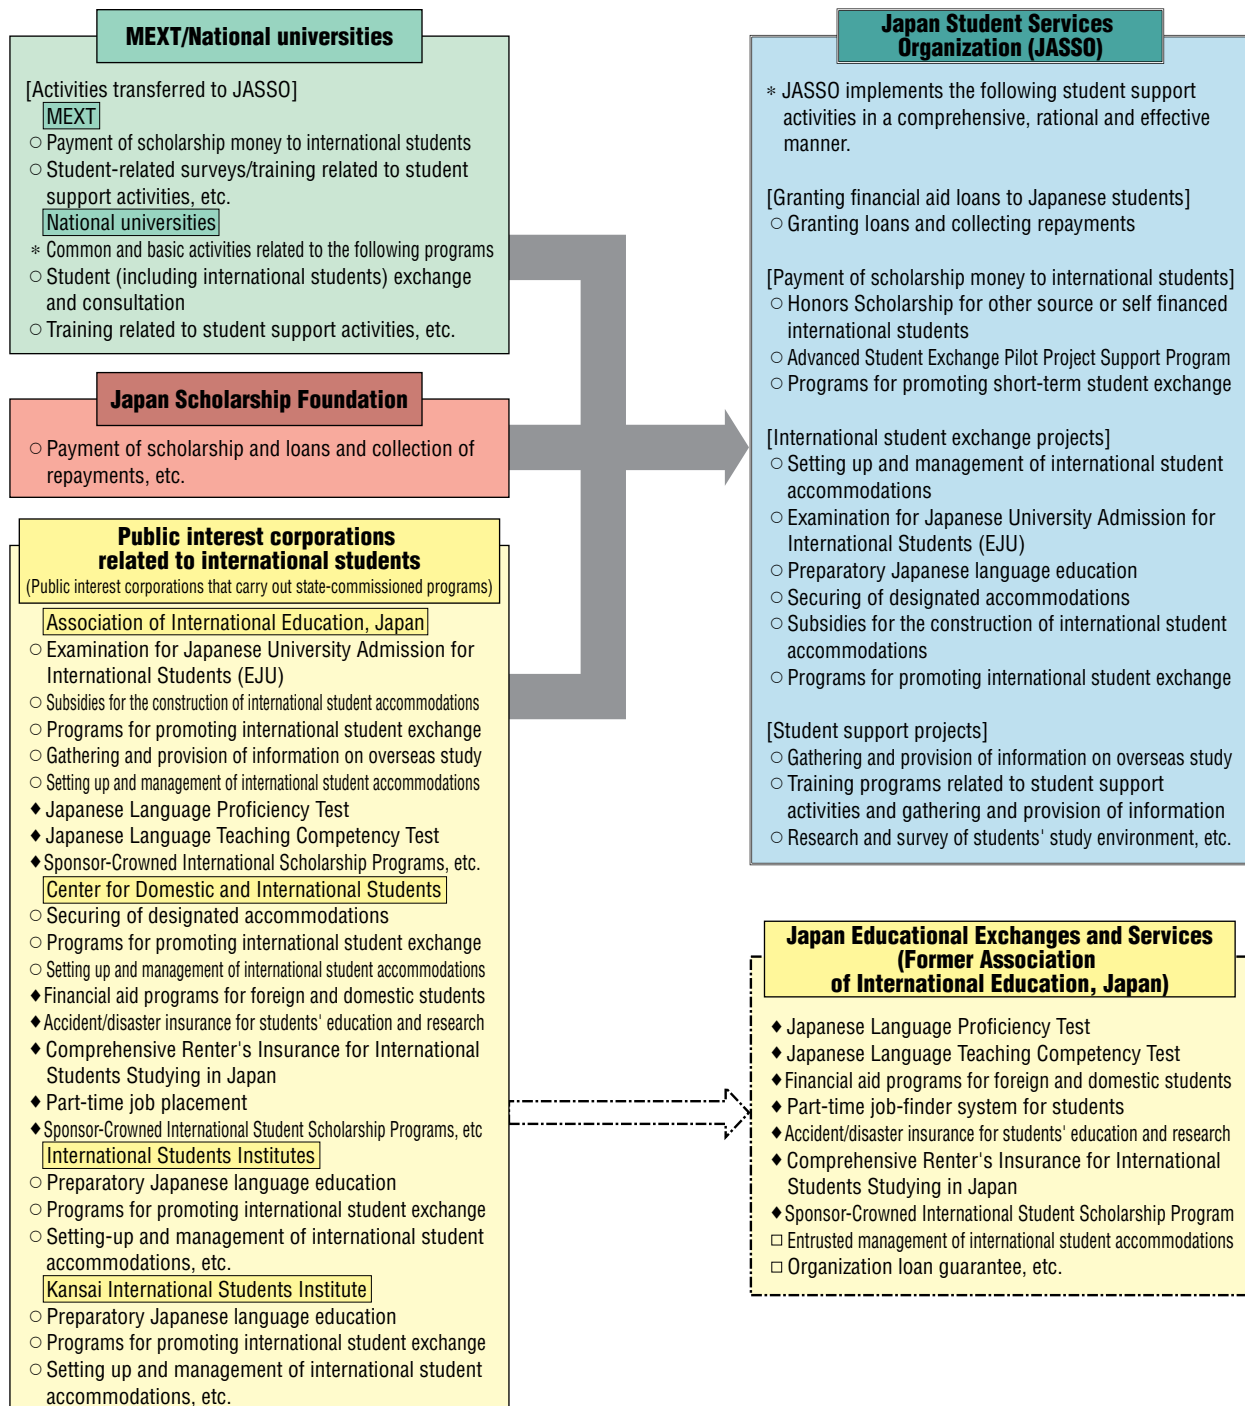 MEXT/National universities
[Activities transferred to JASSO]
MEXT
○ Payment of scholarship money to international students
○ Student-related surveys/training related to student
support activities, etc.
National universities
* Common and basic activities related to the following programs
○ Student (including international students) exchange
and consultation
○ Training related to student support activities, etc.
Japan Scholarship Foundation
○ Payment of scholarship and loans and collection of
repayments, etc.
Public interest corporations
related to international students
(Public interest corporations that carry out state-commissioned programs)
Association of International Education, Japan
○ Examination for Japanese University Admission for
International Students (EJU)
○ Subsidies for the construction of international student accommodations
○ Programs for promoting international student exchange
○ Gathering and provision of information on overseas study
○ Setting up and management of international student accommodations
♦ Japanese Language Proficiency Test
♦ Japanese Language Teaching Competency Test
♦ Sponsor-Crowned International Scholarship Programs, etc.
Center for Domestic and International Students
○ Securing of designated accommodations
○ Programs for promoting international student exchange
○ Setting up and management of international student accommodations
♦ Financial aid programs for foreign and domestic students
♦ Accident/disaster insurance for students' education and research
♦ Comprehensive Renter's Insurance for International
Students Studying in Japan
♦ Part-time job placement
♦ Sponsor-Crowned International Student Scholarship Programs, etc
International Students Institutes
○ Preparatory Japanese language education
○ Programs for promoting international student exchange
○ Setting-up and management of international student
accommodations, etc.
Kansai International Students Institute
○ Preparatory Japanese language education
○ Programs for promoting international student exchange
○ Setting up and management of international student
accommodations, etc.
Japan Student Services
Organization (JASSO)
* JASSO implements the following student support
activities in a comprehensive, rational and effective
manner.
[Granting financial aid loans to Japanese students]
○ Granting loans and collecting repayments
[Payment of scholarship money to international students]
○ Honors Scholarship for other source or self financed
international students
○ Advanced Student Exchange Pilot Project Support Program
○ Programs for promoting short-term student exchange
[International student exchange projects]
○ Setting up and management of international student
accommodations
○ Examination for Japanese University Admission for
International Students (EJU)
○ Preparatory Japanese language education
○ Securing of designated accommodations
○ Subsidies for the construction of international student
accommodations
○ Programs for promoting international student exchange
[Student support projects]
○ Gathering and provision of information on overseas study
○ Training programs related to student support
activities and gathering and provision of information
○ Research and survey of students' study environment, etc.
Japan Educational Exchanges and Services
(Former Association
of International Education, Japan)
♦ Japanese Language Proficiency Test
♦ Japanese Language Teaching Competency Test
♦ Financial aid programs for foreign and domestic students
♦ Part-time job-finder system for students
♦ Accident/disaster insurance for students' education and research
♦ Comprehensive Renter's Insurance for International
Students Studying in Japan
♦ Sponsor-Crowned International Student Scholarship Program
□ Entrusted management of international student accommodations
□ Organization loan guarantee, etc.